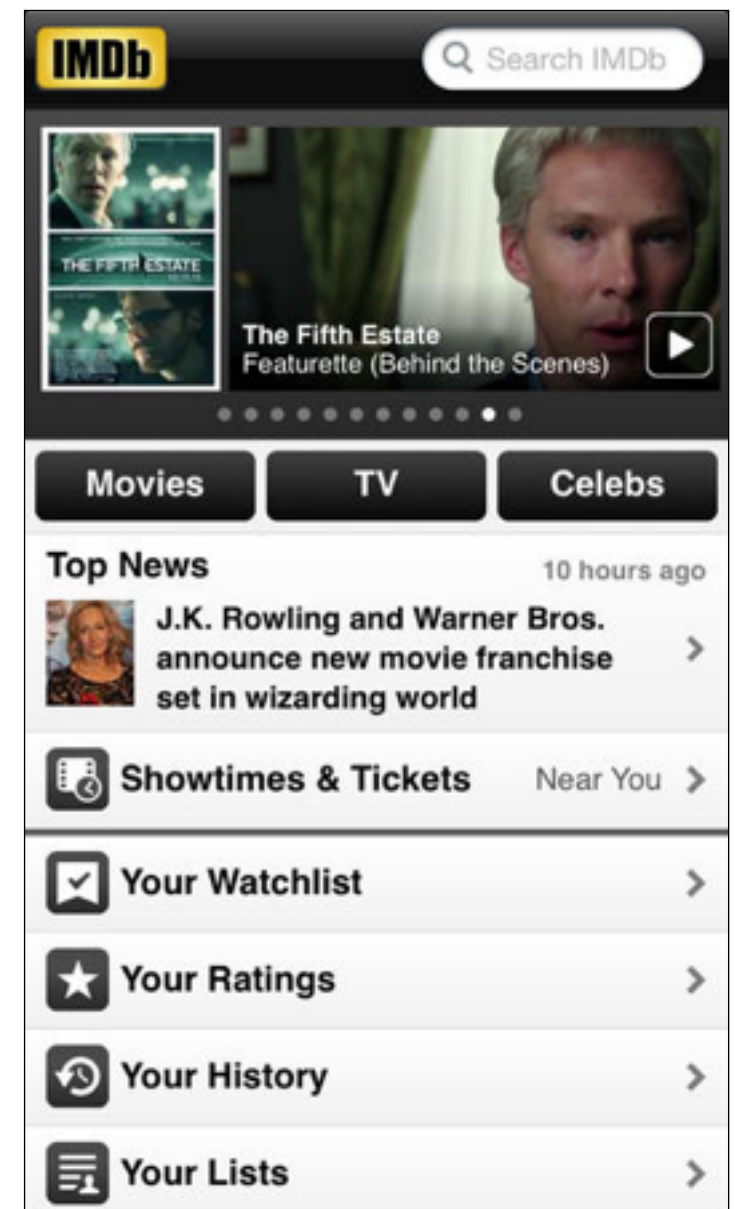 IMDb
Search IMDb
THE FIFTH ESTATE
The Fifth Estate
Featurette (Behind the Scenes)
Movies
TV
Celebs
Top News
10 hours ago
J.K. Rowling and Warner Bros.
announce new movie franchise
set in wizarding world
Showtimes & Tickets
Near You
Your Watchlist
Your Ratings
Your History
Your Lists